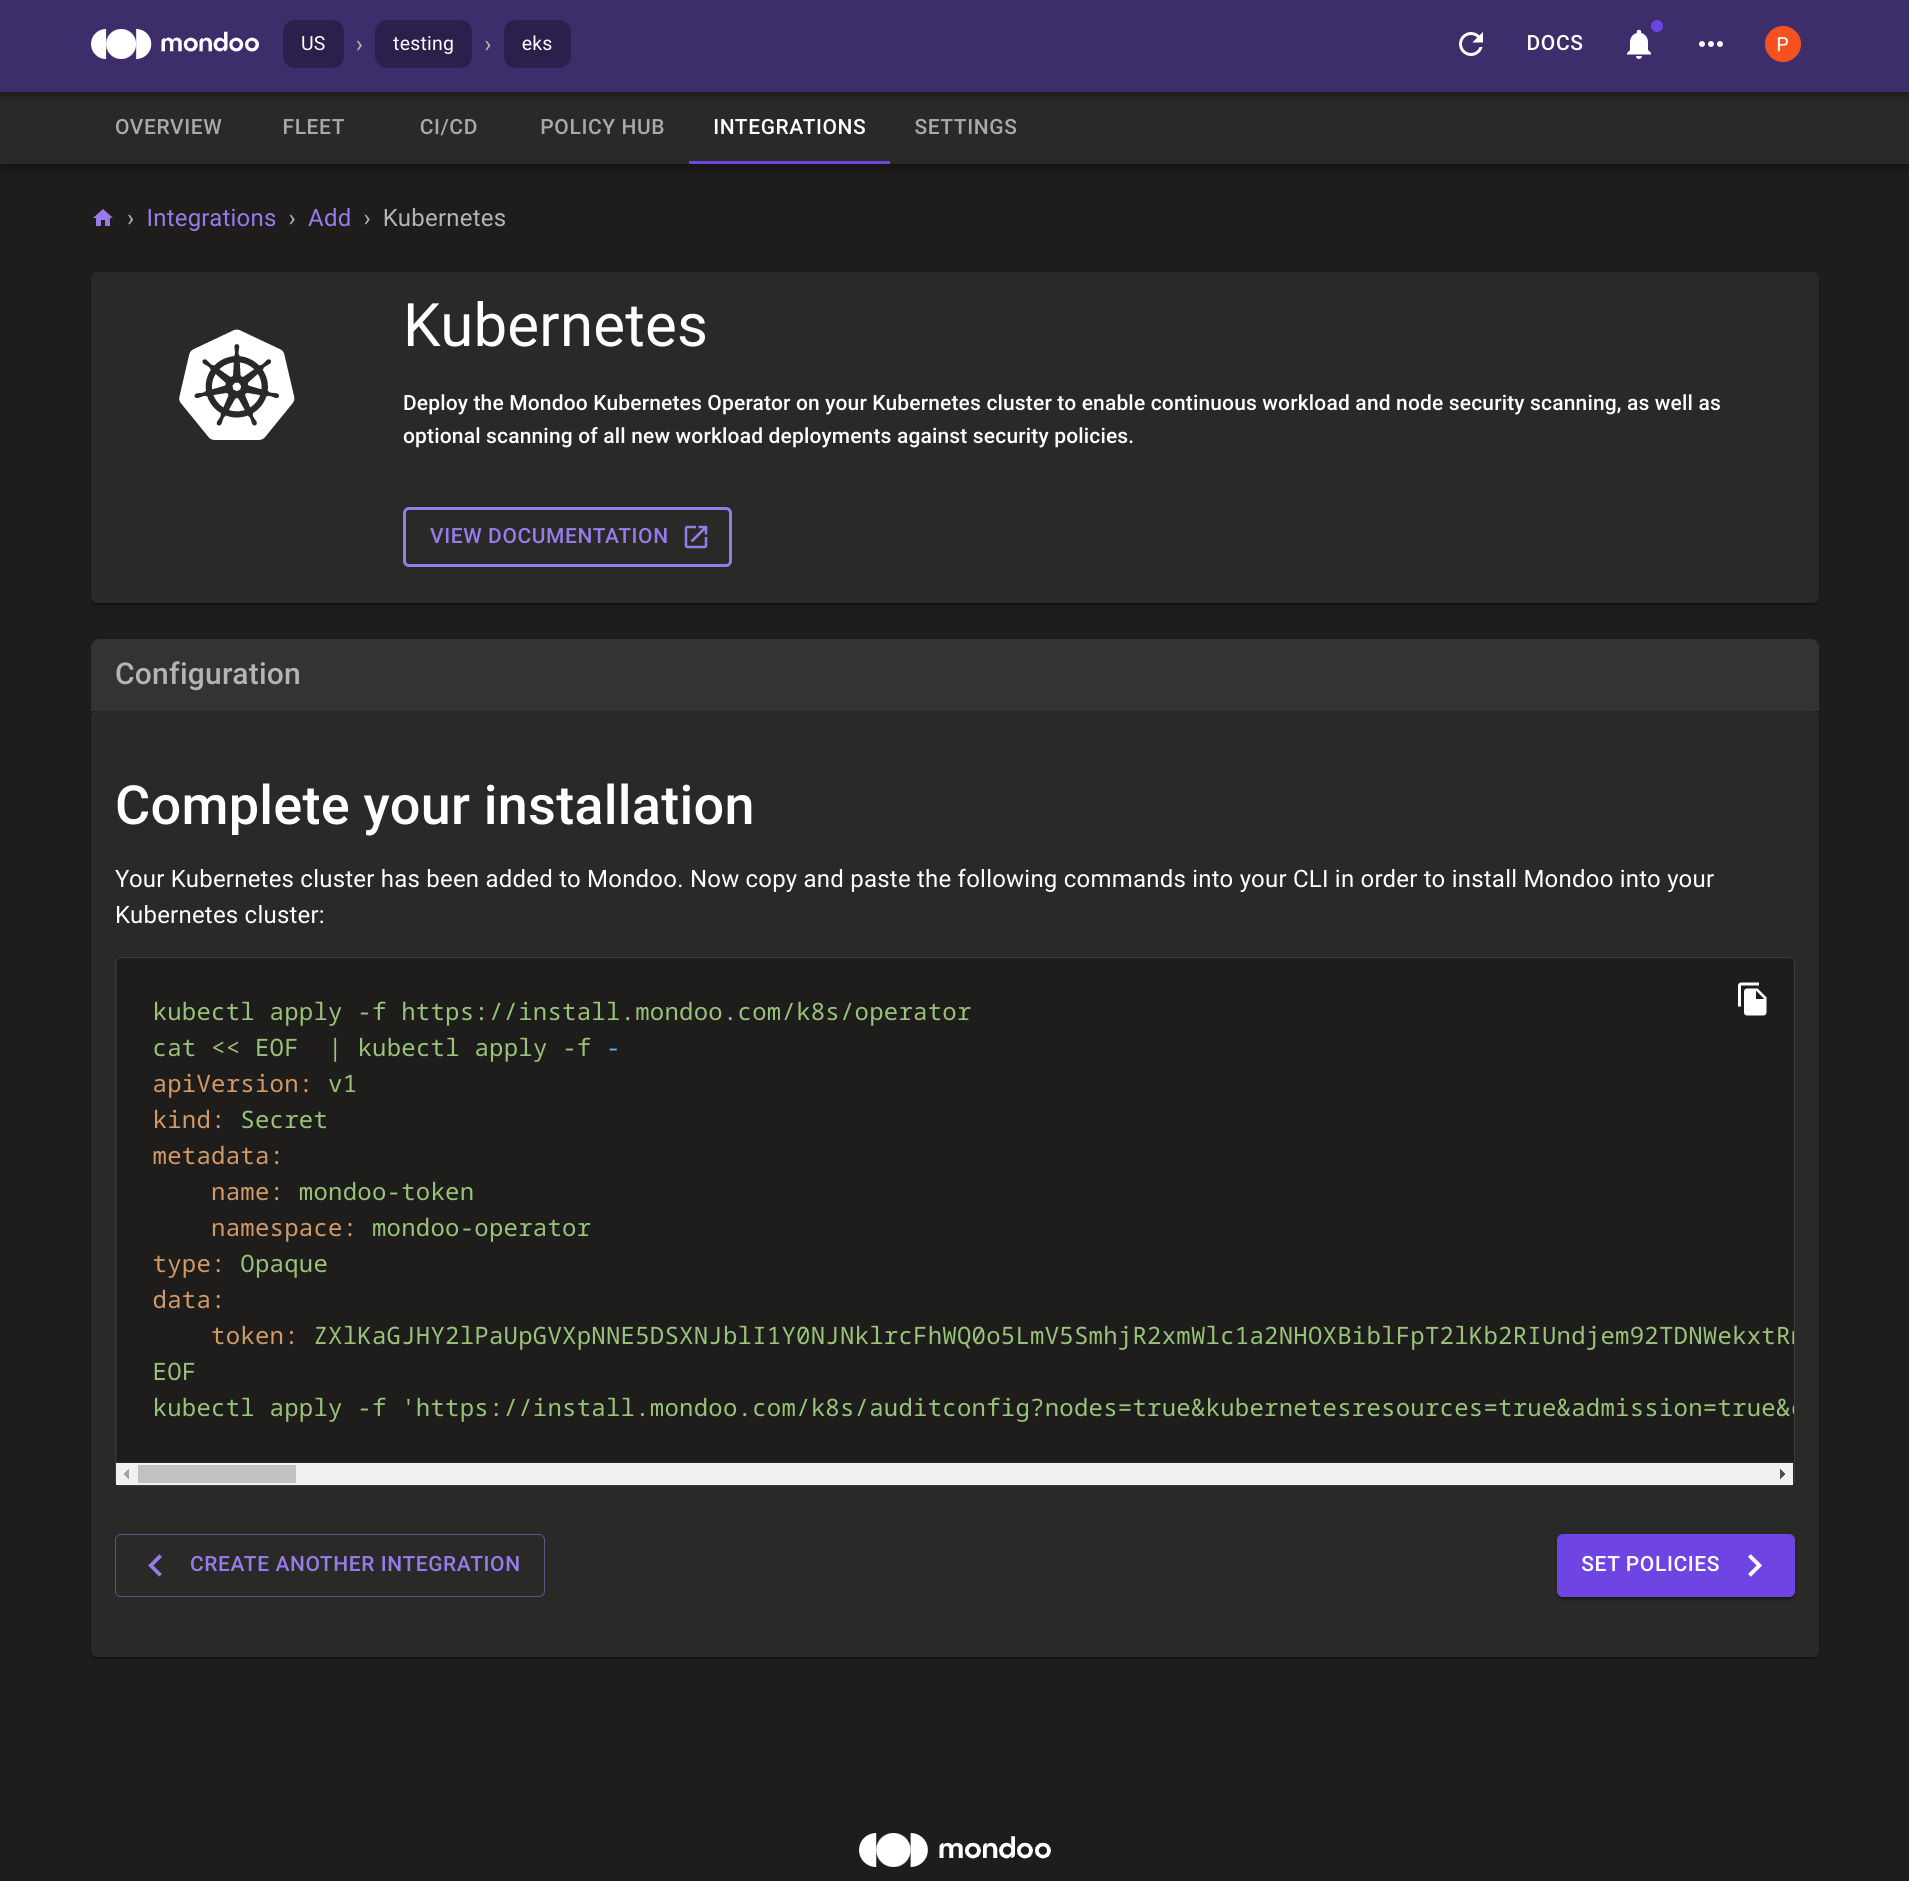 mondoo US › testing › eks DOCS P
OVERVIEW FLEET CI/CD POLICY HUB INTEGRATIONS SETTINGS
› Integrations › Add › Kubernetes
Kubernetes
Deploy the Mondoo Kubernetes Operator on your Kubernetes cluster to enable continuous workload and node security scanning, as well as
optional scanning of all new workload deployments against security policies.
VIEW DOCUMENTATION
Configuration
Complete your installation
Your Kubernetes cluster has been added to Mondoo. Now copy and paste the following commands into your CLI in order to install Mondoo into your
Kubernetes cluster:
kubectl apply -f https://install.mondoo.com/k8s/operator
cat << EOF  | kubectl apply -f -
apiVersion: v1
kind: Secret
metadata:
    name: mondoo-token
    namespace: mondoo-operator
type: Opaque
data:
    token: ZXlKaGJHY2lPaUpGVXpNNE5DSXNJblI1Y0NJNklrcFhWQ0o5LmV5SmhjR2xmWlc1a2NHOXBiblFpT2lKb2RIUndjem92TDNWekxtR
EOF
kubectl apply -f 'https://install.mondoo.com/k8s/auditconfig?nodes=true&kubernetesresources=true&admission=true&
CREATE ANOTHER INTEGRATION
SET POLICIES
mondoo